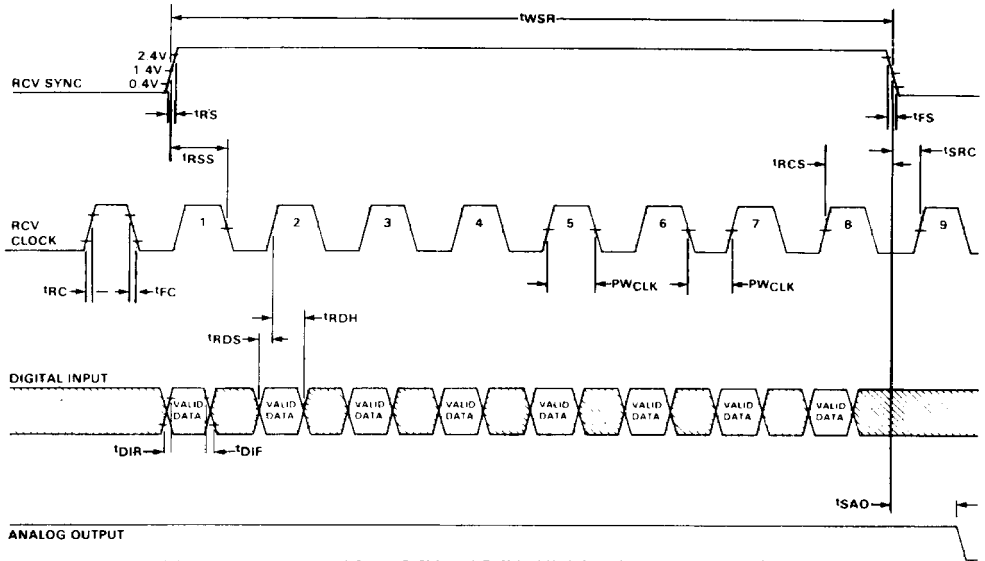 tWSR
2.4V
1.4V
0.4V
RCV SYNC
tRS
tFS
tRSS
tRCS
tSRC
RCV
CLOCK
1
2
3
4
5
6
7
8
9
tRC
tFC
PWCLK
PWCLK
tRDH
tRDS
DIGITAL INPUT
VALID
DATA
VALID
DATA
VALID
DATA
VALID
DATA
VALID
DATA
VALID
DATA
VALID
DATA
VALID
DATA
tDIR
tDIF
tSAO
ANALOG OUTPUT